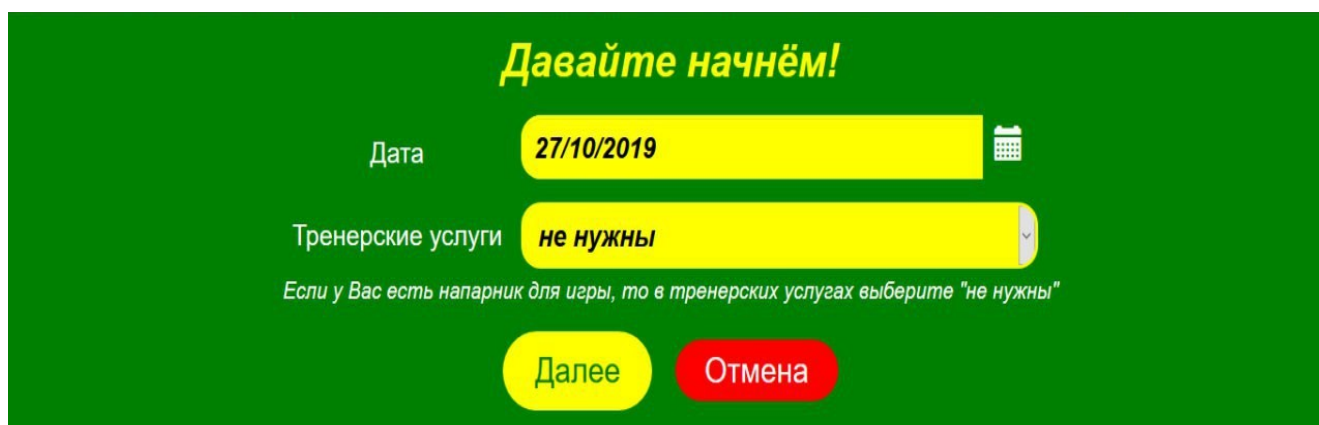 Давайте начнём!
Дата 27/10/2019
Тренерские услуги не нужны
Если у Вас есть напарник для игры, то в тренерских услугах выберите "не нужны"
Далее Отмена